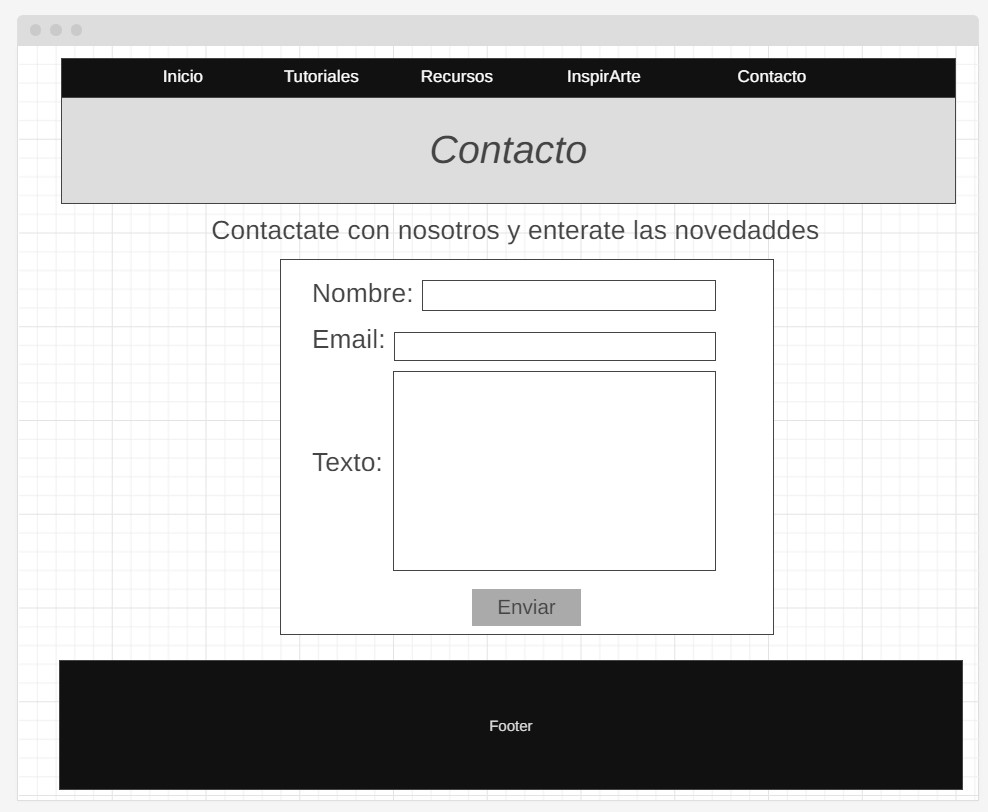 Inicio Tutoriales Recursos InspirArte Contacto
Contacto
Contactate con nosotros y enterate las novedaddes
Nombre:
Email:
Texto:
Enviar
Footer